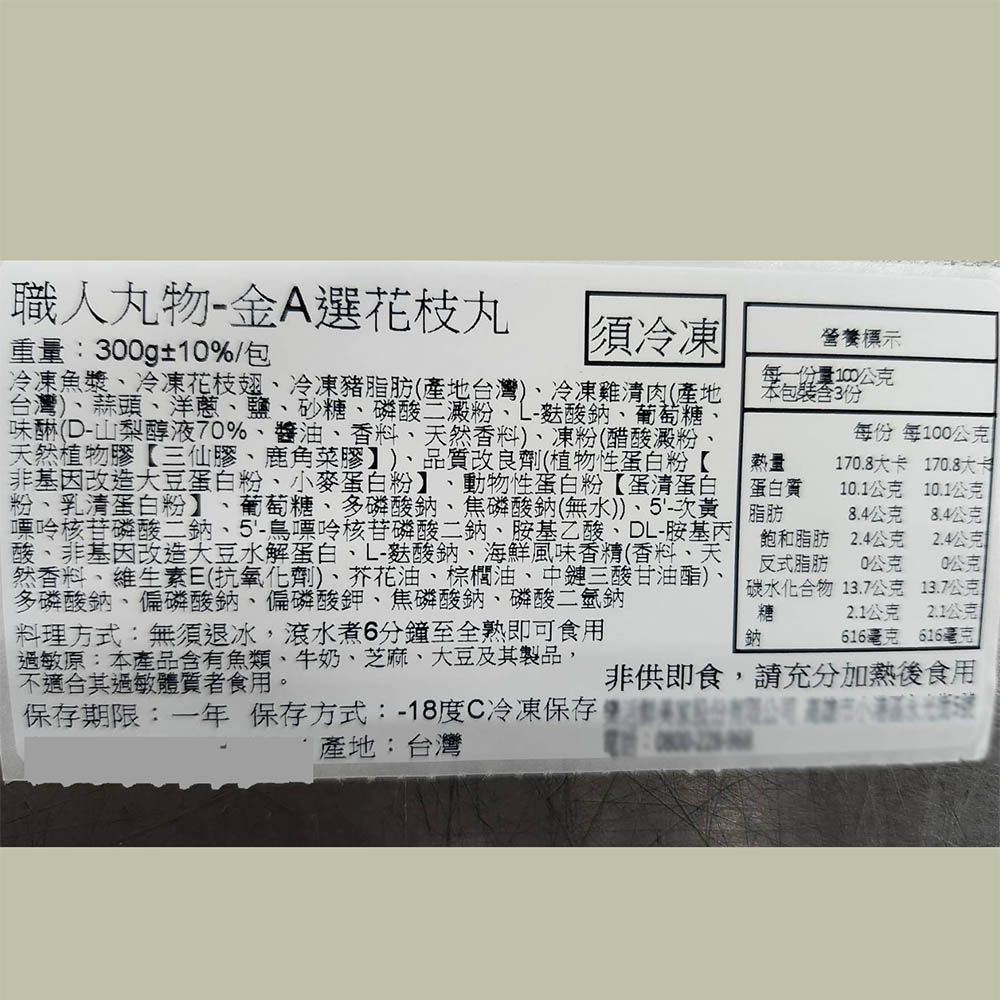 職人丸物-金A選花枝丸
須冷凍
重量：300g±10%/包
冷凍魚漿、冷凍花枝翅、冷凍豬脂肪(產地台灣)、冷凍雞清肉(產地
台灣)、蒜頭、洋蔥、鹽、砂糖、磷酸二澱粉、L-麩酸鈉、葡萄糖、
味醂(D-山梨醇液70%、醬油、香料、天然香料)、凍粉(醋酸澱粉、
天然植物膠【三仙膠、鹿角菜膠】)、品質改良劑(植物性蛋白粉【
非基因改造大豆蛋白粉、小麥蛋白粉】、動物性蛋白粉【蛋清蛋白
粉、乳清蛋白粉】、葡萄糖、多磷酸鈉、焦磷酸鈉(無水))、5'-次黃
嘌呤核苷磷酸二鈉、5'-鳥嘌呤核苷磷酸二鈉、胺基乙酸、DL-胺基丙
酸、非基因改造大豆水解蛋白、L-麩酸鈉、海鮮風味香精(香料、天
然香料、維生素E(抗氧化劑)、芥花油、棕櫚油、中鏈三酸甘油酯)、
多磷酸鈉、偏磷酸鈉、偏磷酸鉀、焦磷酸鈉、磷酸二氫鈉
料理方式：無須退冰，滾水煮6分鐘至全熟即可食用
過敏原：本產品含有魚類、牛奶、芝麻、大豆及其製品，
不適合其過敏體質者食用。
保存期限：一年 保存方式：-18度C冷凍保存
產地：台灣
營養標示
每一份量100公克
本包裝含3份
每份 每100公克
熱量 170.8大卡 170.8大卡
蛋白質 10.1公克 10.1公克
脂肪 8.4公克 8.4公克
飽和脂肪 2.4公克 2.4公克
反式脂肪 0公克 0公克
碳水化合物 13.7公克 13.7公克
糖 2.1公克 2.1公克
鈉 616毫克 616毫克
非供即食，請充分加熱後食用